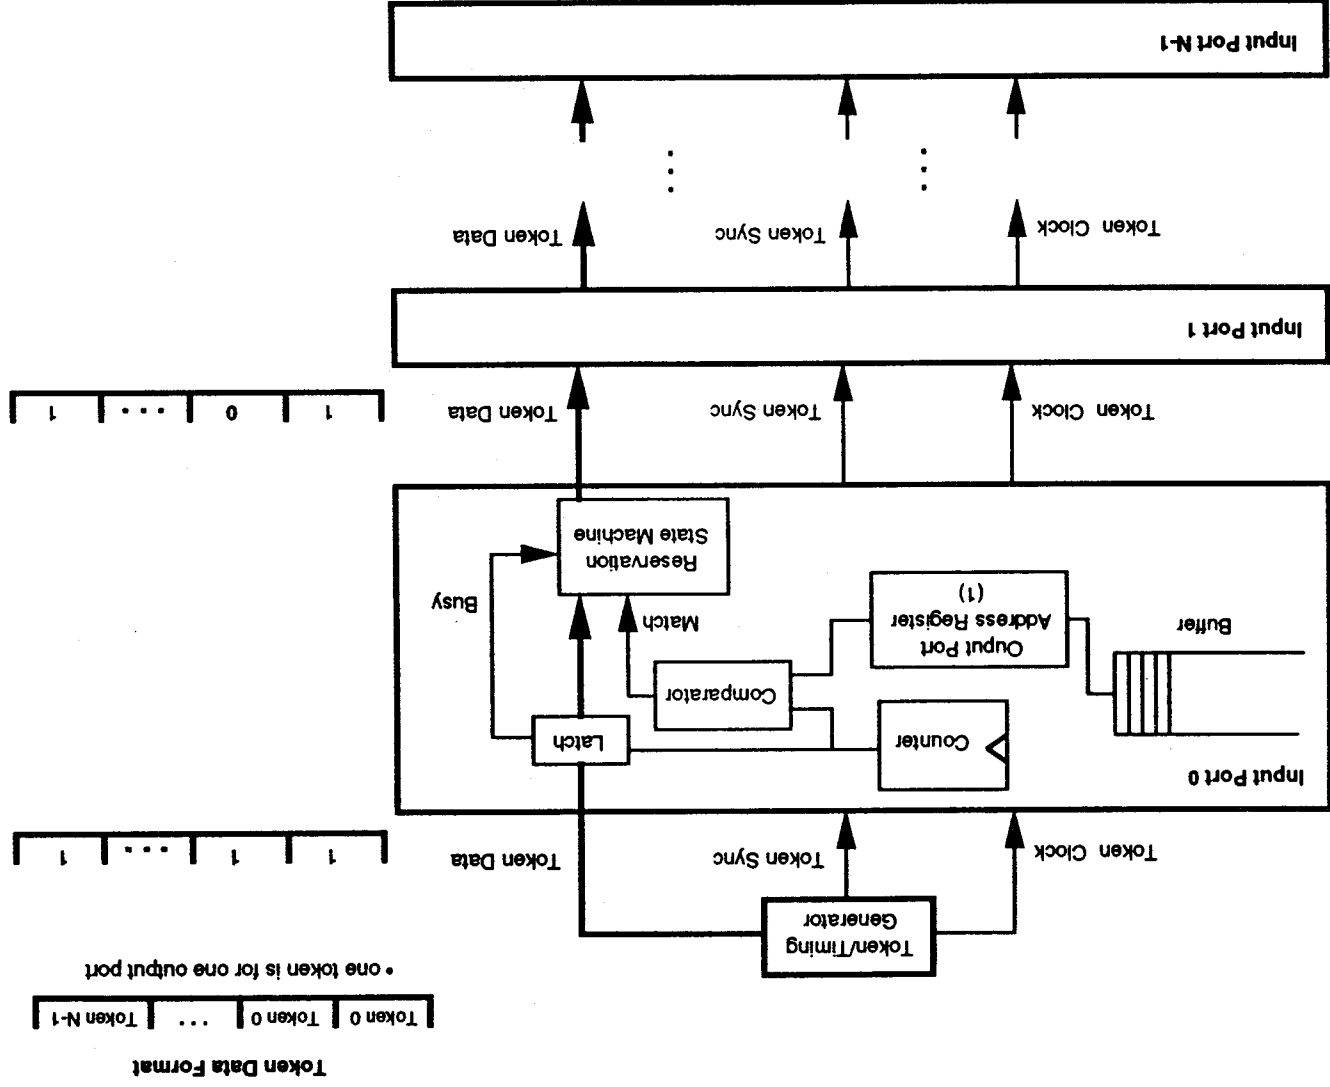 Token Data Format
Token 0 Token 0 ... Token N-1
• one token is for one output port
Token/Timing
Generator
Token Clock
Token Sync
Token Data
1 1 ... 1
Input Port 0
Counter
Latch
Comparator
Buffer
Ouput Port
Address Register
(1)
Match
Busy
Reservation
State Machine
Token Clock
Token Sync
Token Data
1 0 ... 1
Input Port 1
Token Clock
Token Sync
Token Data
... ...
Input Port N-1